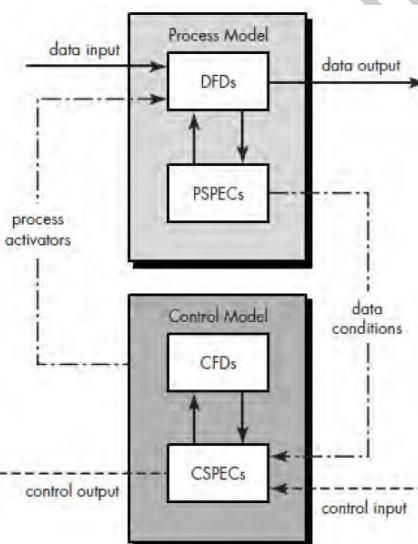 Process Model
data input
DFDs
data output
PSPECs
process
activators
data
conditions
Control Model
CFDs
CSPECs
control output
control input